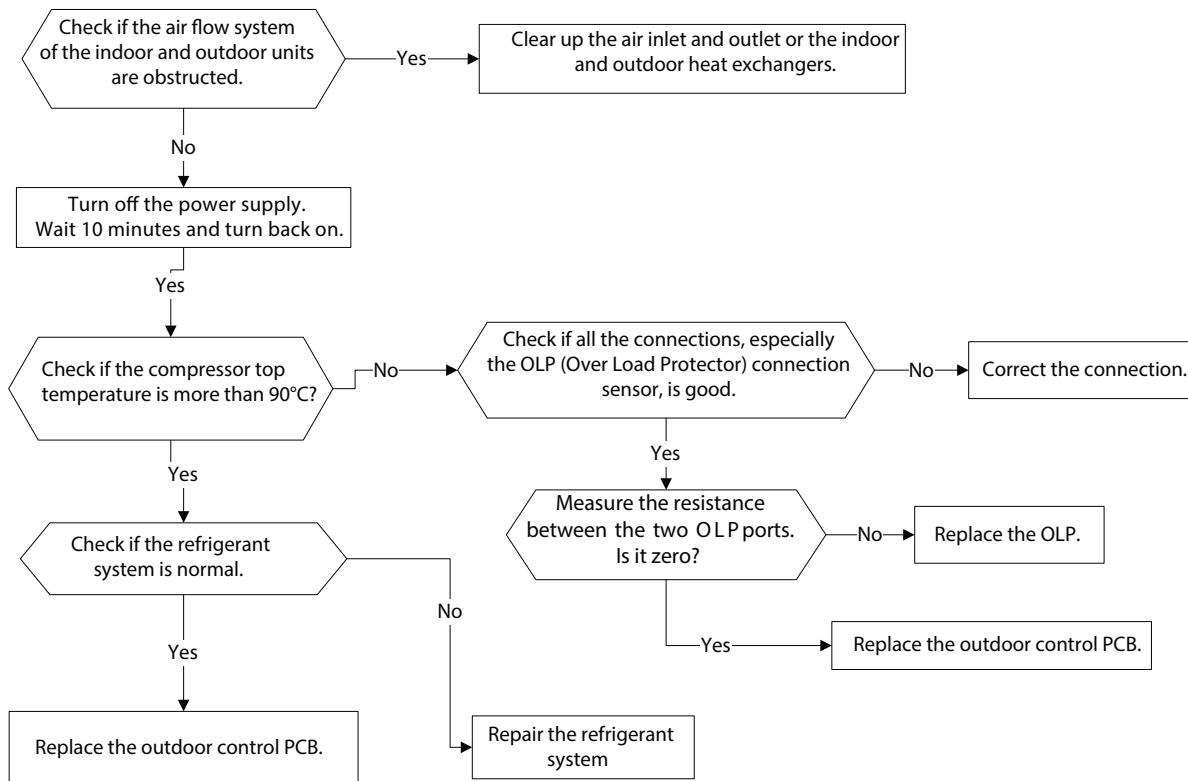 Check if the air flow system
of the indoor and outdoor units
are obstructed.
Yes
Clear up the air inlet and outlet or the indoor
and outdoor heat exchangers.
No
Turn off the power supply.
Wait 10 minutes and turn back on.
Yes
Check if the compressor top
temperature is more than 90°C?
No
Check if all the connections, especially
the OLP (Over Load Protector) connection
sensor, is good.
No
Correct the connection.
Yes
Yes
Measure the resistance
between the two OLP ports.
Is it zero?
No
Replace the OLP.
Check if the refrigerant
system is normal.
No
Yes
Replace the outdoor control PCB.
Yes
Replace the outdoor control PCB.
Repair the refrigerant
system